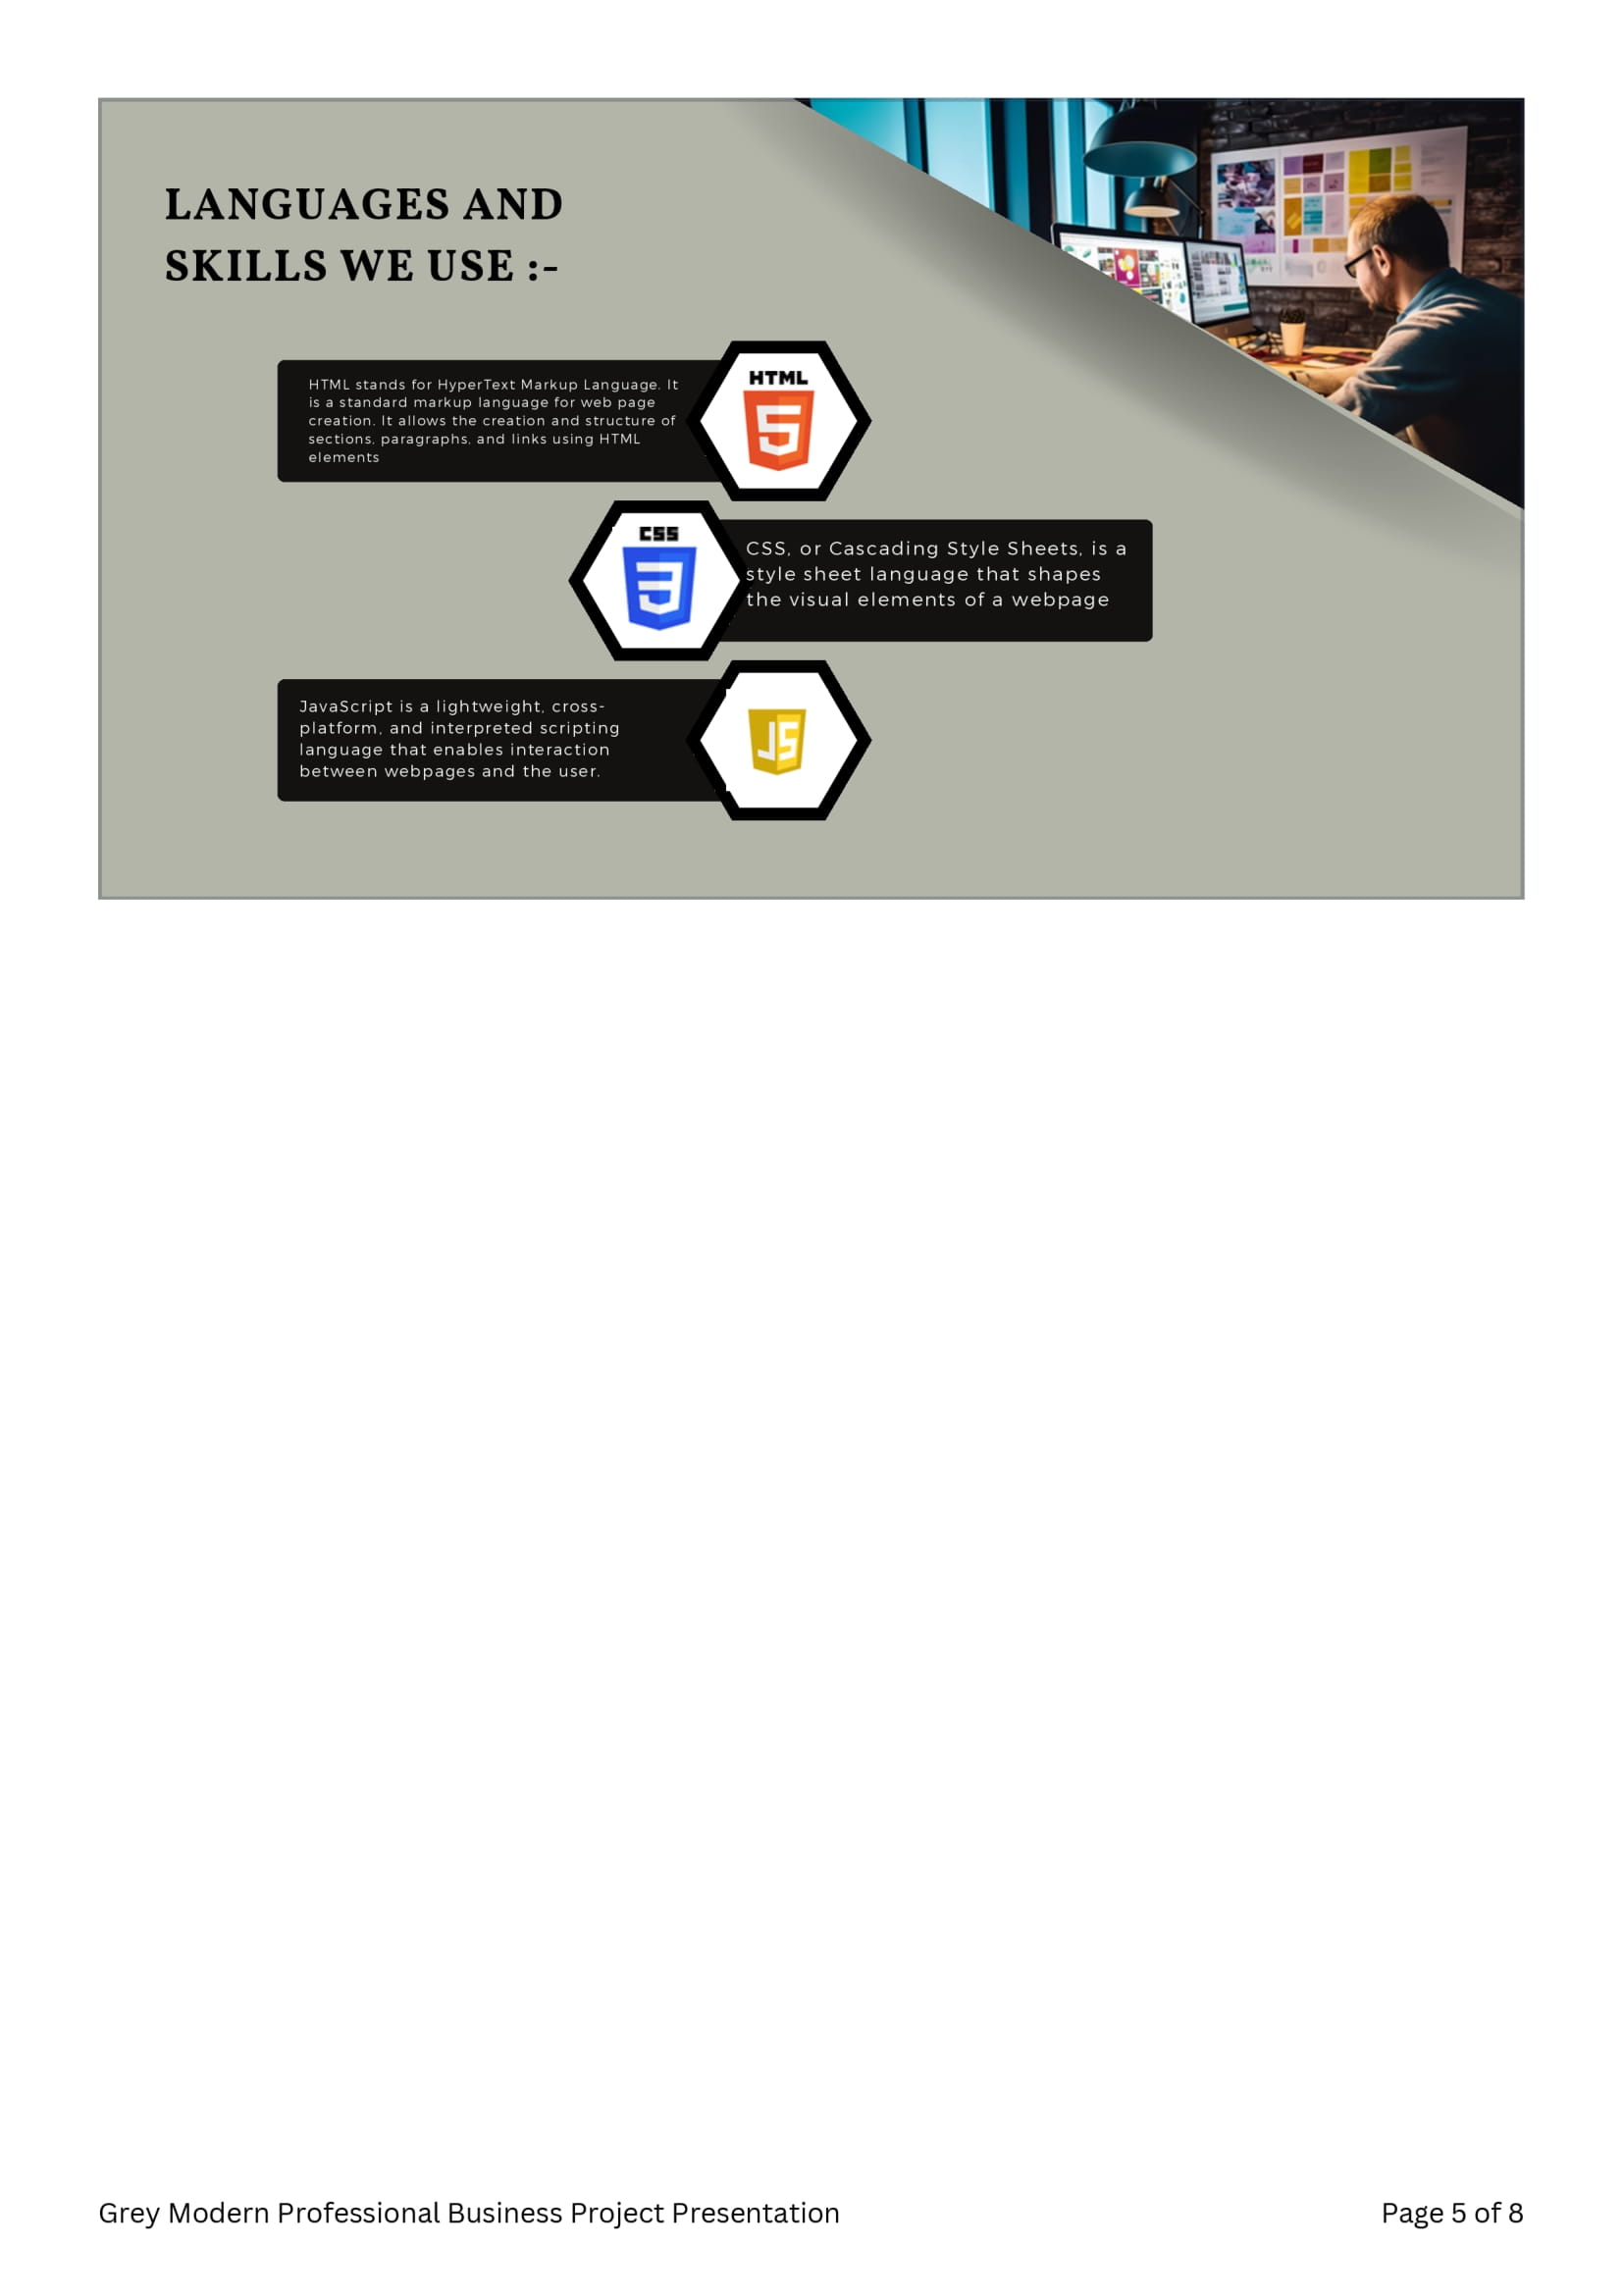 LANGUAGES AND
SKILLS WE USE :-
HTML stands for HyperText Markup Language. It
is a standard markup language for web page
creation. It allows the creation and structure of
sections, paragraphs, and links using HTML
elements
HTML
5
CSS
3
CSS, or Cascading Style Sheets, is a
style sheet language that shapes
the visual elements of a webpage
JavaScript is a lightweight, cross-
platform, and interpreted scripting
language that enables interaction
between webpages and the user.
JS
Grey Modern Professional Business Project Presentation
Page 5 of 8